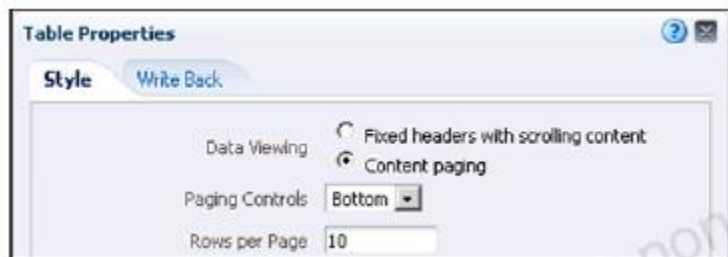 Table Properties
Style Write Back
Data Viewing Fixed headers with scrolling content
Content paging
Paging Controls Bottom
Rows per Page 10